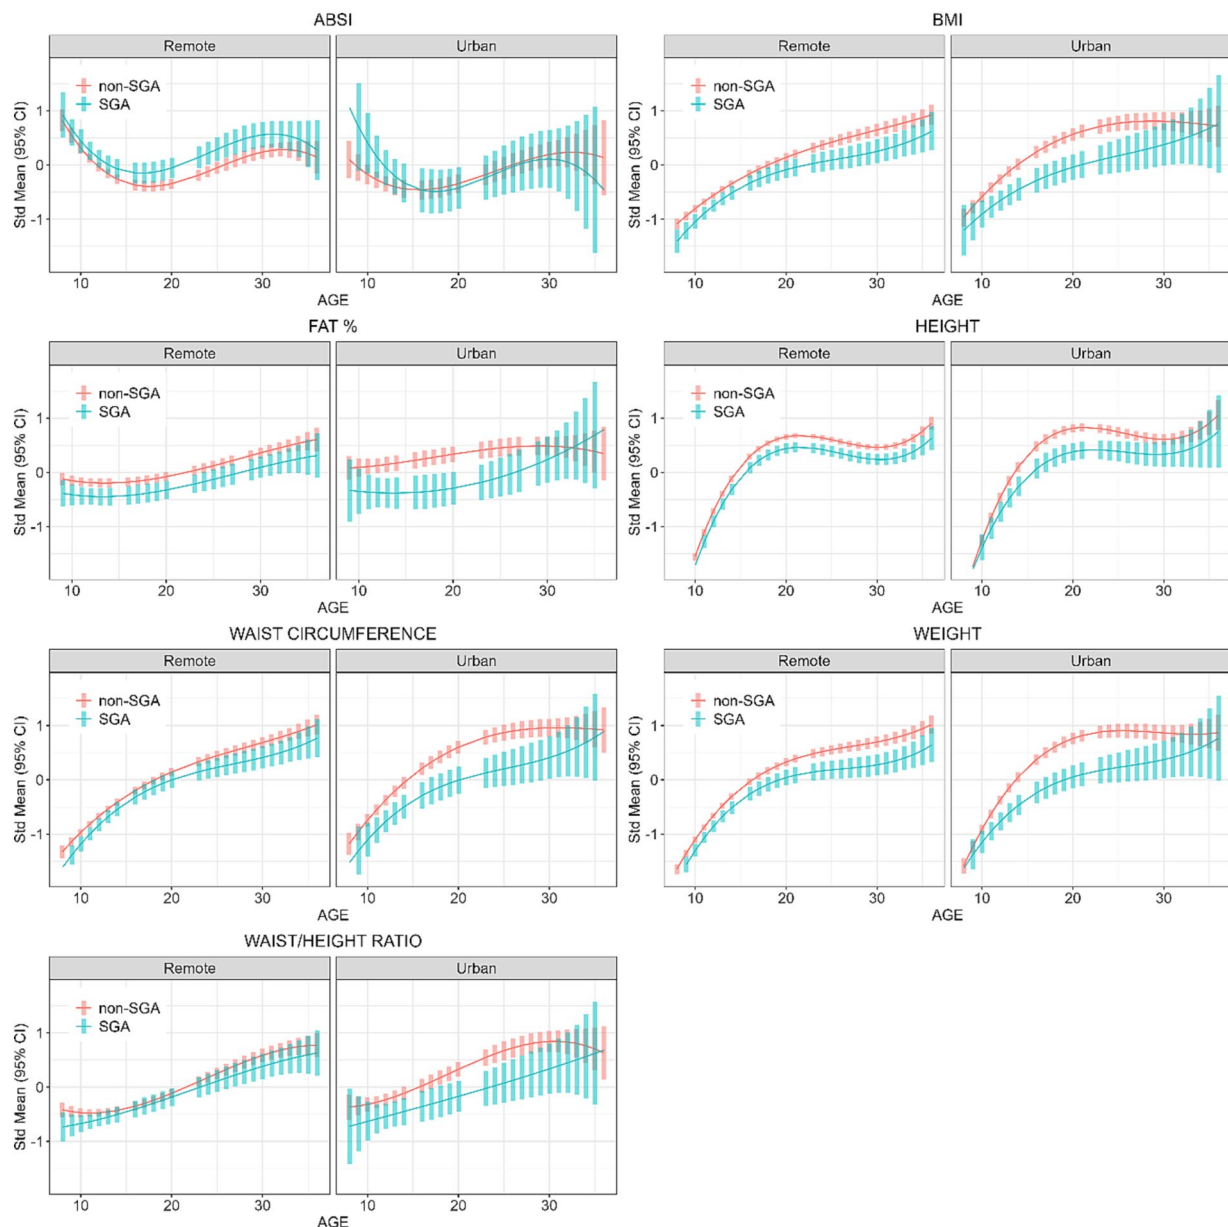 ABSI
Remote Urban
non-SGA
SGA
Std Mean (95% CI)
1
0
-1
10 20 30 10 20 30
AGE
BMI
Remote Urban
non-SGA
SGA
Std Mean (95% CI)
1
0
-1
10 20 30 10 20 30
AGE
FAT %
Remote Urban
non-SGA
SGA
Std Mean (95% CI)
1
0
-1
10 20 30 10 20 30
AGE
HEIGHT
Remote Urban
non-SGA
SGA
Std Mean (95% CI)
1
0
-1
10 20 30 10 20 30
AGE
WAIST CIRCUMFERENCE
Remote Urban
non-SGA
SGA
Std Mean (95% CI)
1
0
-1
10 20 30 10 20 30
AGE
WEIGHT
Remote Urban
non-SGA
SGA
Std Mean (95% CI)
1
0
-1
10 20 30 10 20 30
AGE
WAIST/HEIGHT RATIO
Remote Urban
non-SGA
SGA
Std Mean (95% CI)
1
0
-1
10 20 30 10 20 30
AGE